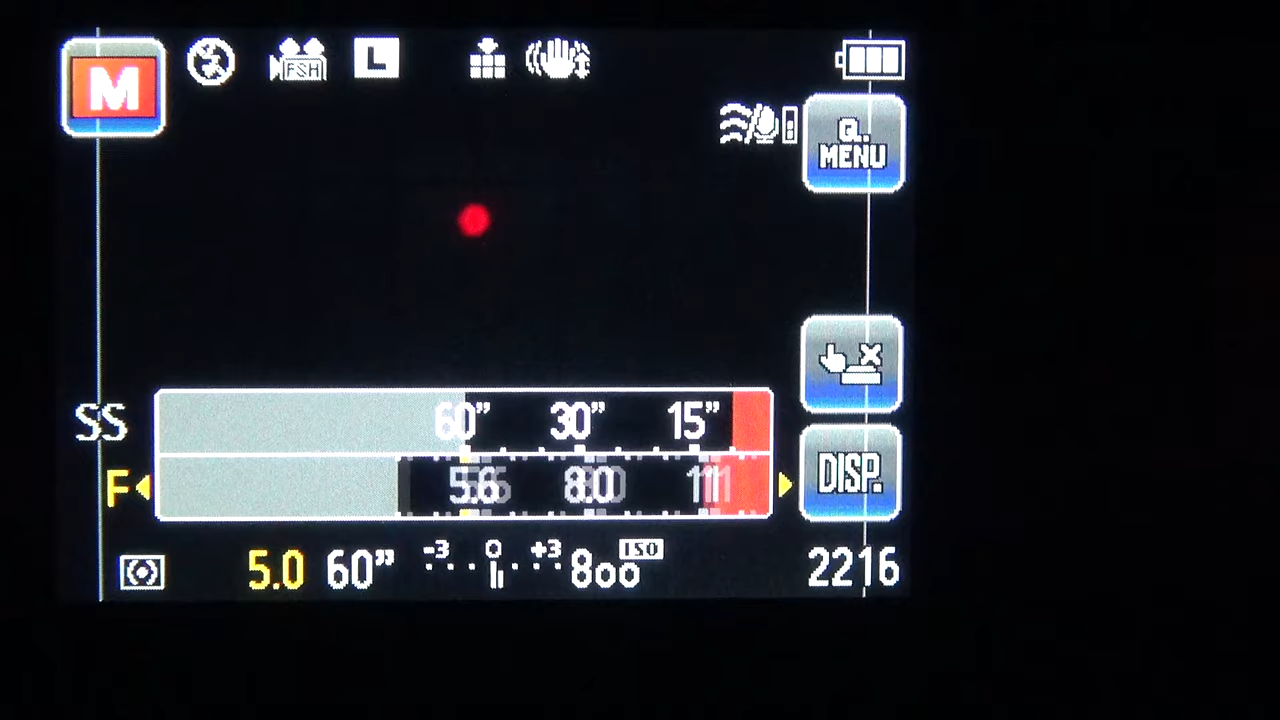 M FSH L
Q.
MENU
SS 60” 30” 15”
F 5.6 8.0 11
DISP.
5.0 60” -3 0 +3 800 ISO 2216